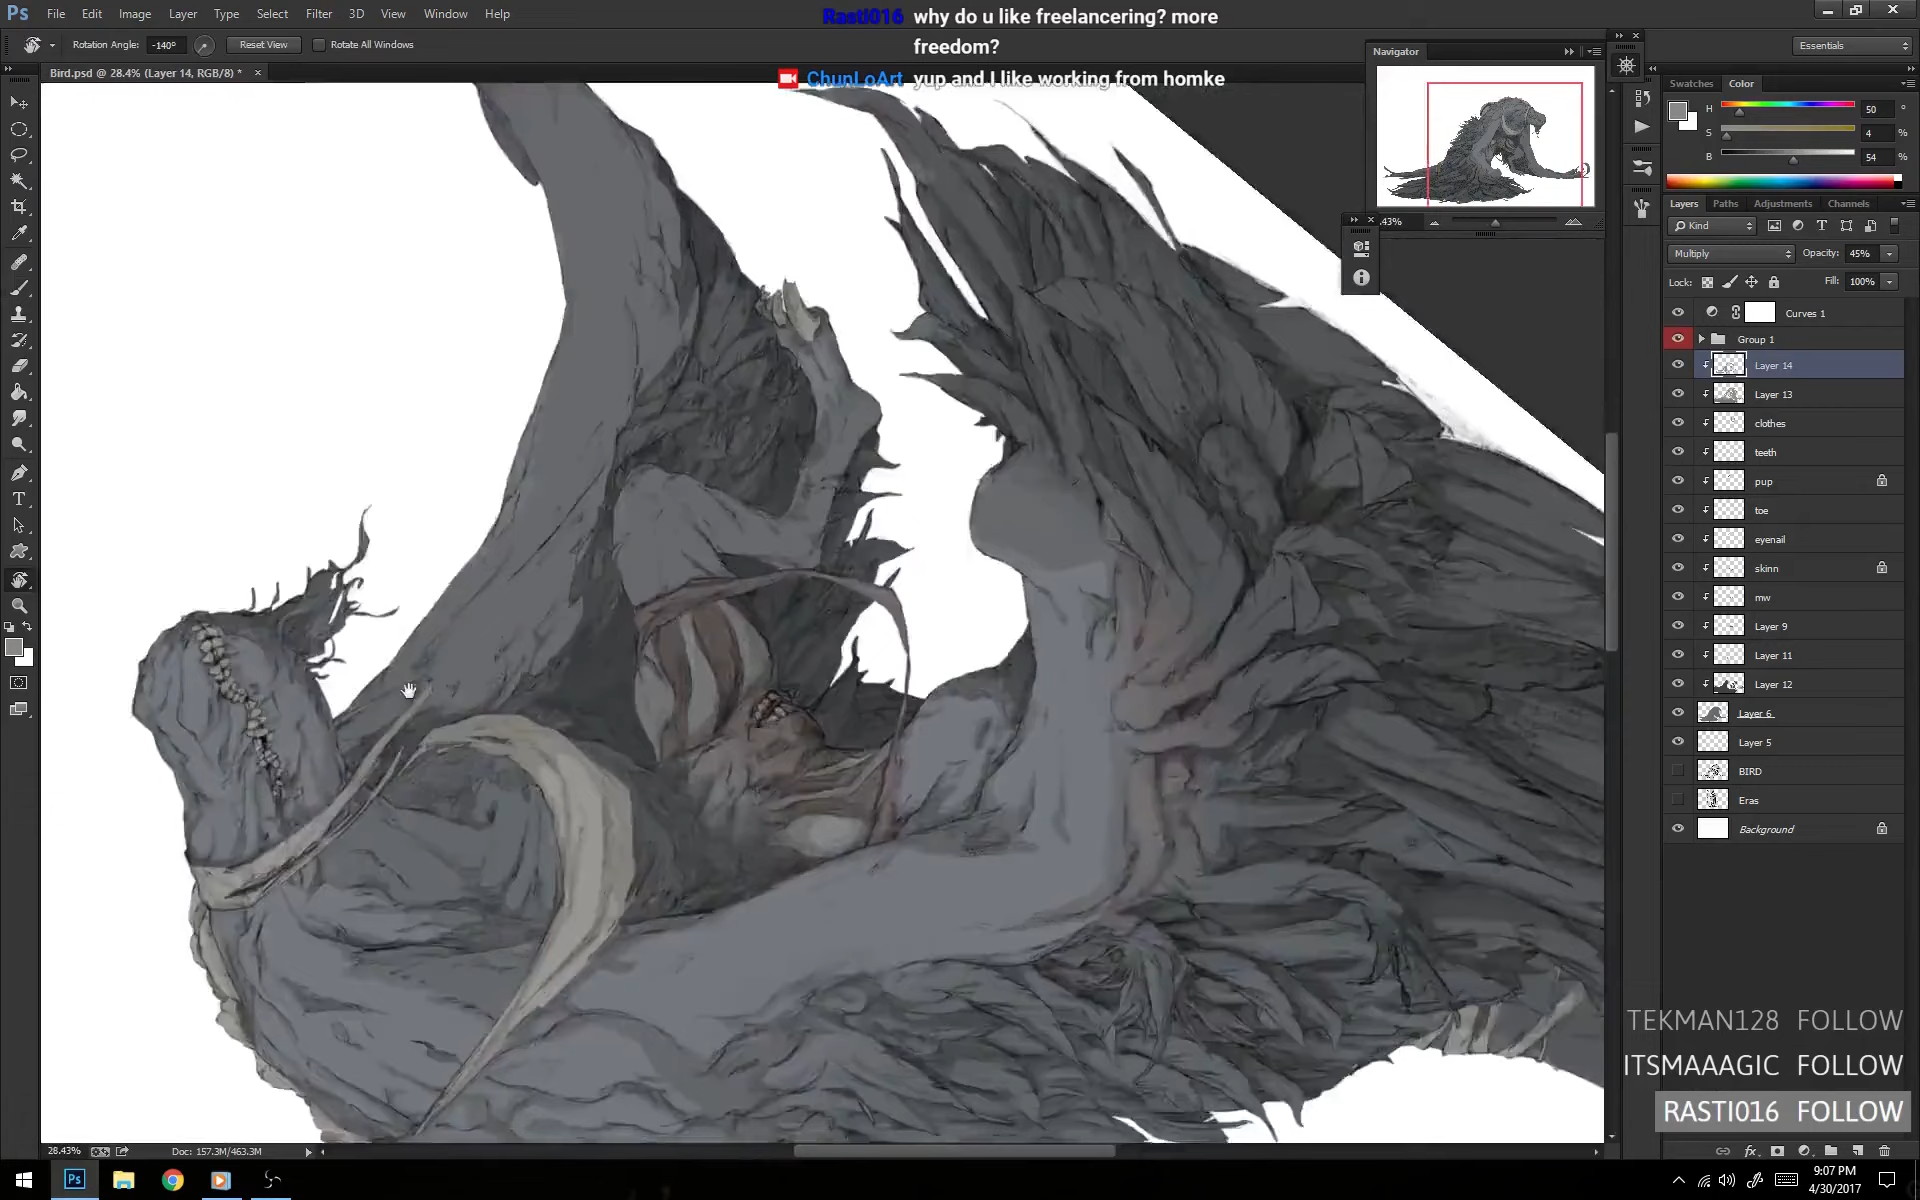 Ps File Edit Image Layer Type Select Filter 3D View Window Help
Rasti016 why do u like freelancering? more
freedom?
ChunLoArt yup and I like working from homke
Rotation Angle: -140° Reset View Rotate All Windows
Essentials
Bird.psd @ 28.4% (Layer 14, RGB/8) *
Navigator
Swatches Color
H 50 °
S 4 %
B 54 %
Layers Paths Adjustments Channels
Kind
.43%
Multiply Opacity: 45%
Lock: Fill: 100%
Curves 1
Group 1
Layer 14
Layer 13
clothes
teeth
pup
toe
eyenail
skinn
mw
Layer 9
Layer 11
Layer 12
Layer 6
Layer 5
BIRD
Eras
Background
TEKMAN128 FOLLOW
ITSMAAAGIC FOLLOW
RASTI016 FOLLOW
28.43% Doc: 157.3M/463.3M
Ps
9:07 PM
4/30/2017